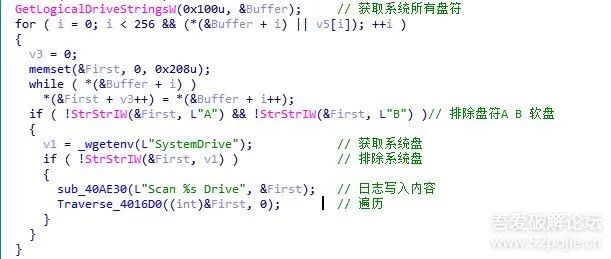 GetLogicalDriveStringsW(0x100u, &Buffer); // 获取系统所有盘符
for ( i = 0; i < 256 && (*(&Buffer + i) || v5[i]); ++i )
{
v3 = 0;
memset(&First, 0, 0x208u);
while ( *(&Buffer + i) )
*(&First + v3++) = *(&Buffer + i++);
if ( !StrStrIW(&First, L"A") && !StrStrIW(&First, L"B") )// 排除盘符A B 软盘
{
v1 = _wgetenv(L"SystemDrive"); // 获取系统盘
if ( !StrStrIW(&First, v1) ) // 排除系统盘
{
sub_40AE30(L"Scan %s Drive", &First); // 日志写入内容
Traverse_4016D0((int)&First, 0); // 遍历
}
}
}
吾爱破解论坛
www.52pojie.cn